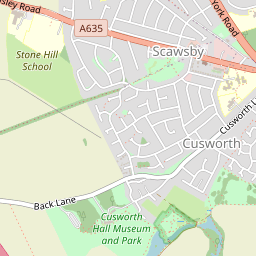 sley Road
A635
York Road
Scawsby
Stone Hill
School
Cusworth L
Cusworth
Back Lane
Cusworth
Hall Museum
and Park